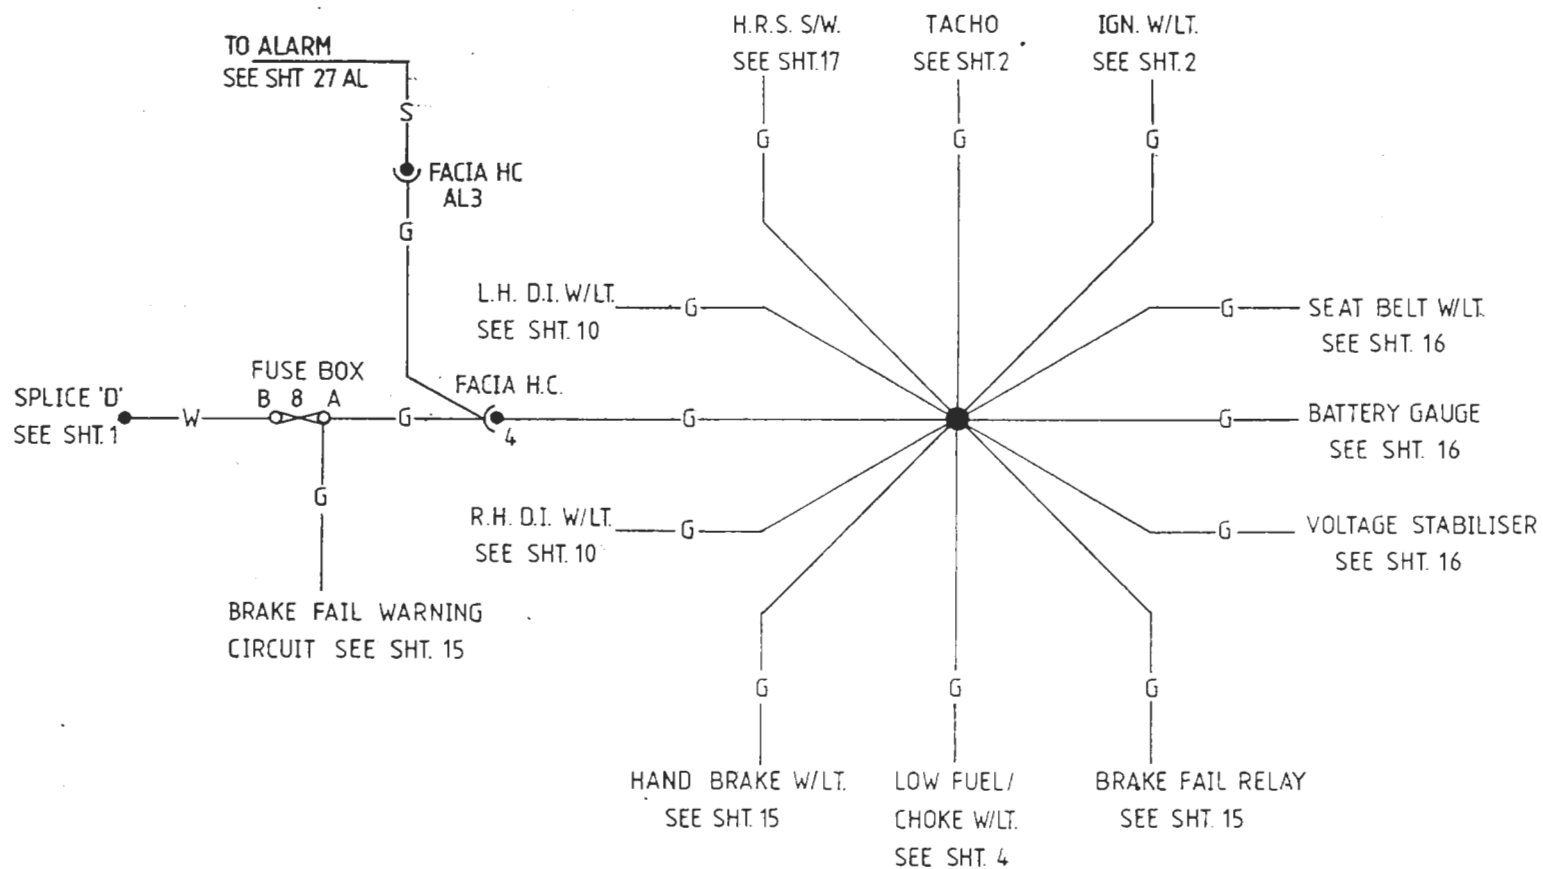 TO ALARM
SEE SHT 27 AL
S
FACIA HC
AL3
G
H.R.S. S/W.
SEE SHT.17
G
TACHO
SEE SHT.2
G
IGN. W/LT.
SEE SHT.2
G
L.H. D.I. W/LT.
SEE SHT. 10
G
G
SEAT BELT W/LT.
SEE SHT. 16
SPLICE 'D'
SEE SHT. 1
W
FUSE BOX
B 8 A
G
FACIA H.C.
4
G
G
BATTERY GAUGE
SEE SHT. 16
G
BRAKE FAIL WARNING
CIRCUIT SEE SHT. 15
R.H. D.I. W/LT.
SEE SHT. 10
G
G
VOLTAGE STABILISER
SEE SHT. 16
G
HAND BRAKE W/LT.
SEE SHT. 15
G
LOW FUEL/
CHOKE W/LT.
SEE SHT. 4
G
BRAKE FAIL RELAY
SEE SHT. 15